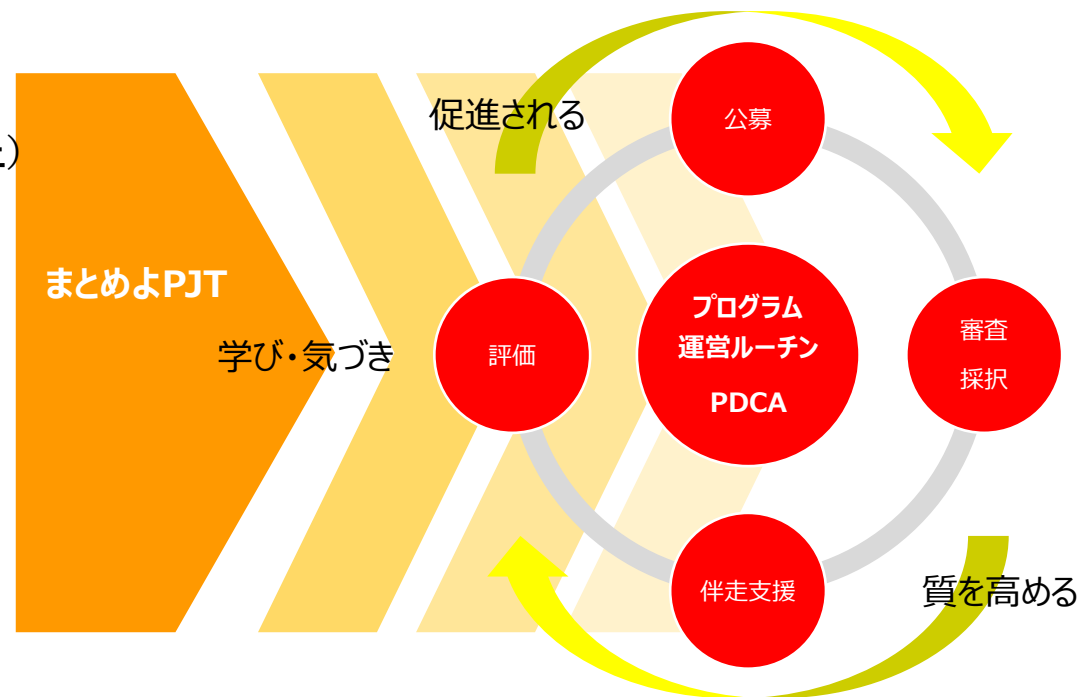 促進される
公募
)
まとめよPJT
プログラム
運営ルーチン
PDCA
審査
採択
学び・気づき
評価
伴走支援
質を高める